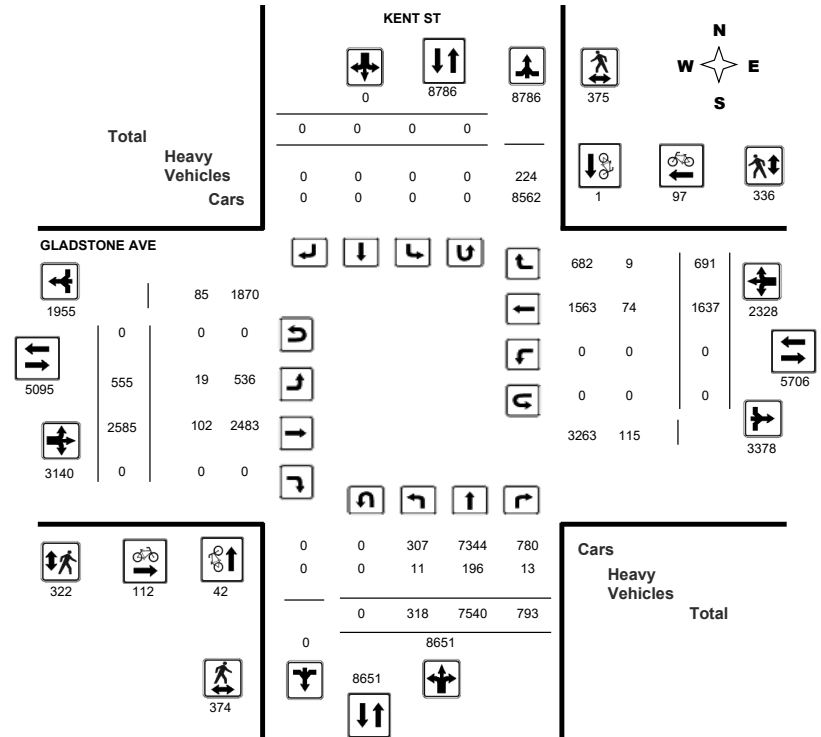 KENT ST
N
W E
S
0 8786 8786 375
0 0 0 0
Total
Heavy
Vehicles
Cars
0 0 0 0 224
0 0 0 0 8562
1 97 336
GLADSTONE AVE
682 9 691
85 1870
1955
1563 74 1637 2328
0 0 0
0 0 0
5095
5706
555 19 536
0 0 0
2585 102 2483
3263 115
3378
3140
0 0 0
0 0 307 7344 780
Cars
0 0 11 196 13
Heavy
Vehicles
322 112 42
0 318 7540 793
Total
0 8651
8651
374